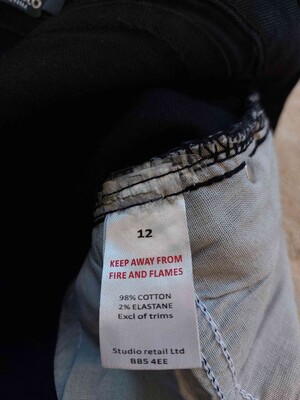 12
KEEP AWAY FROM
FIRE AND FLAMES
98% COTTON
2% ELASTANE
Excl of trims
Studio retail Ltd
BB5 4EE